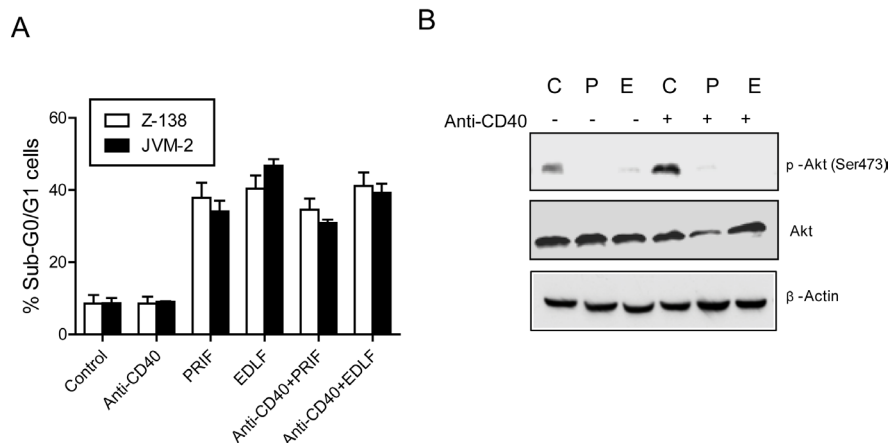 A
60
40
20
0
% Sub-G0/G1 cells
Z-138
JVM-2
Control
Anti-CD40
PRIF
EDLF
Anti-CD40+PRIF
Anti-CD40+EDLF
B
C P E C P E
Anti-CD40 - - - + + +
p -Akt (Ser473)
Akt
β -Actin